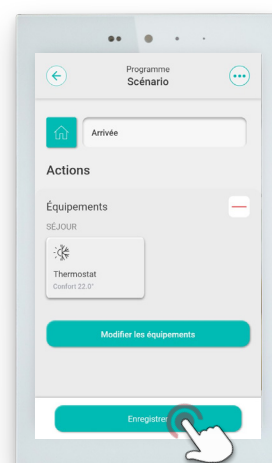 Programme
Scénario
Arrivée
Actions
Équipements
SÉJOUR
Thermostat
Confort 22.0°
Modifier les équipements
Enregistrer